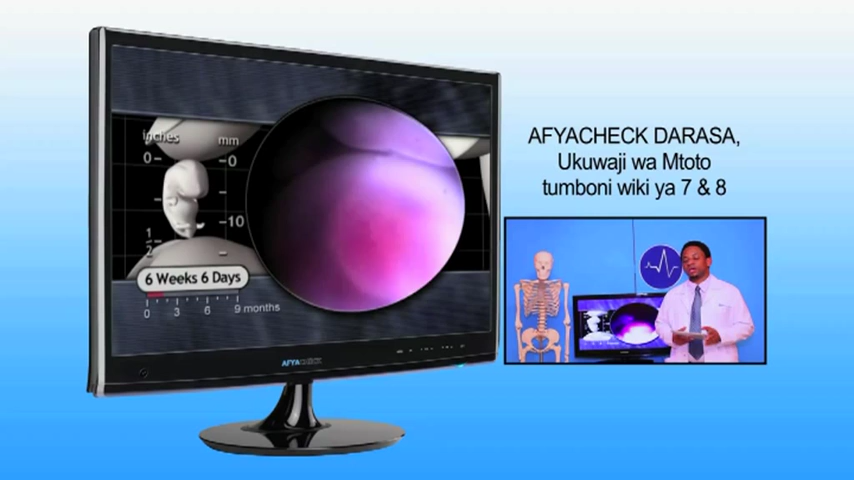 inches
mm
0
0
10
1/2
6 Weeks 6 Days
0 3 6 9 months
AFYACHECK
AFYACHECK DARASA,
Ukuwaji wa Mtoto
tumboni wiki ya 7 & 8